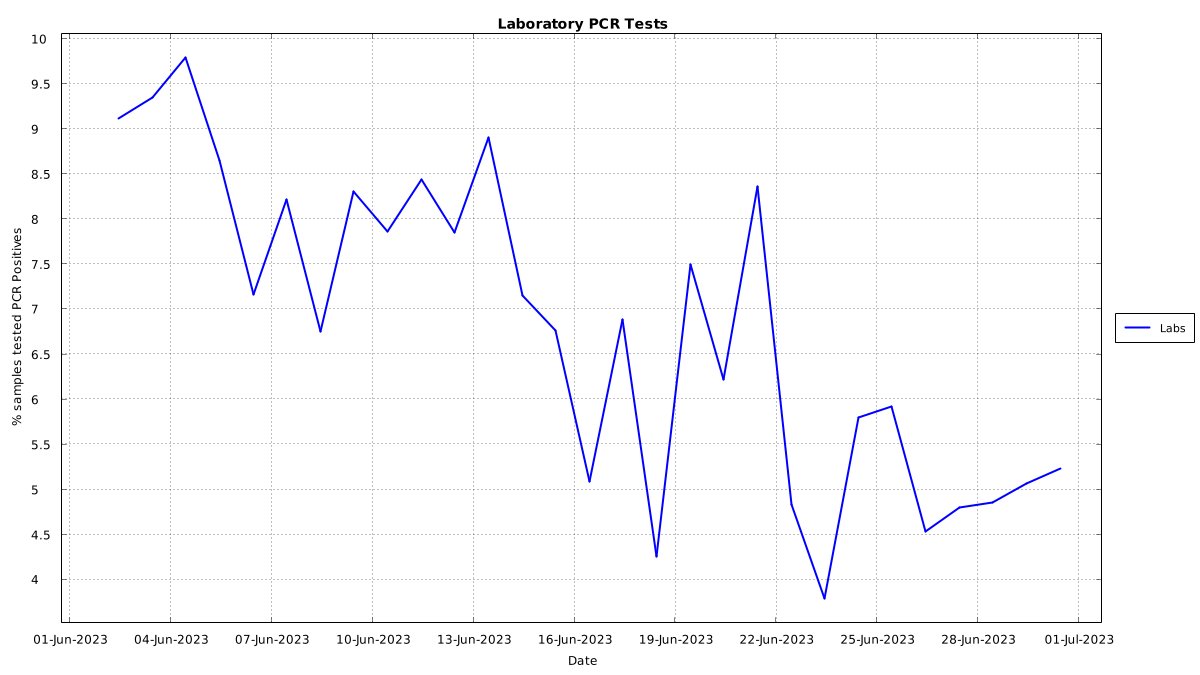 Laboratory PCR Tests
10
9.5
9
8.5
8
7.5
7
6.5
6
5.5
5
4.5
4
% samples tested PCR Positives
Labs
01-Jun-2023 04-Jun-2023 07-Jun-2023 10-Jun-2023 13-Jun-2023 16-Jun-2023 19-Jun-2023 22-Jun-2023 25-Jun-2023 28-Jun-2023 01-Jul-2023
Date